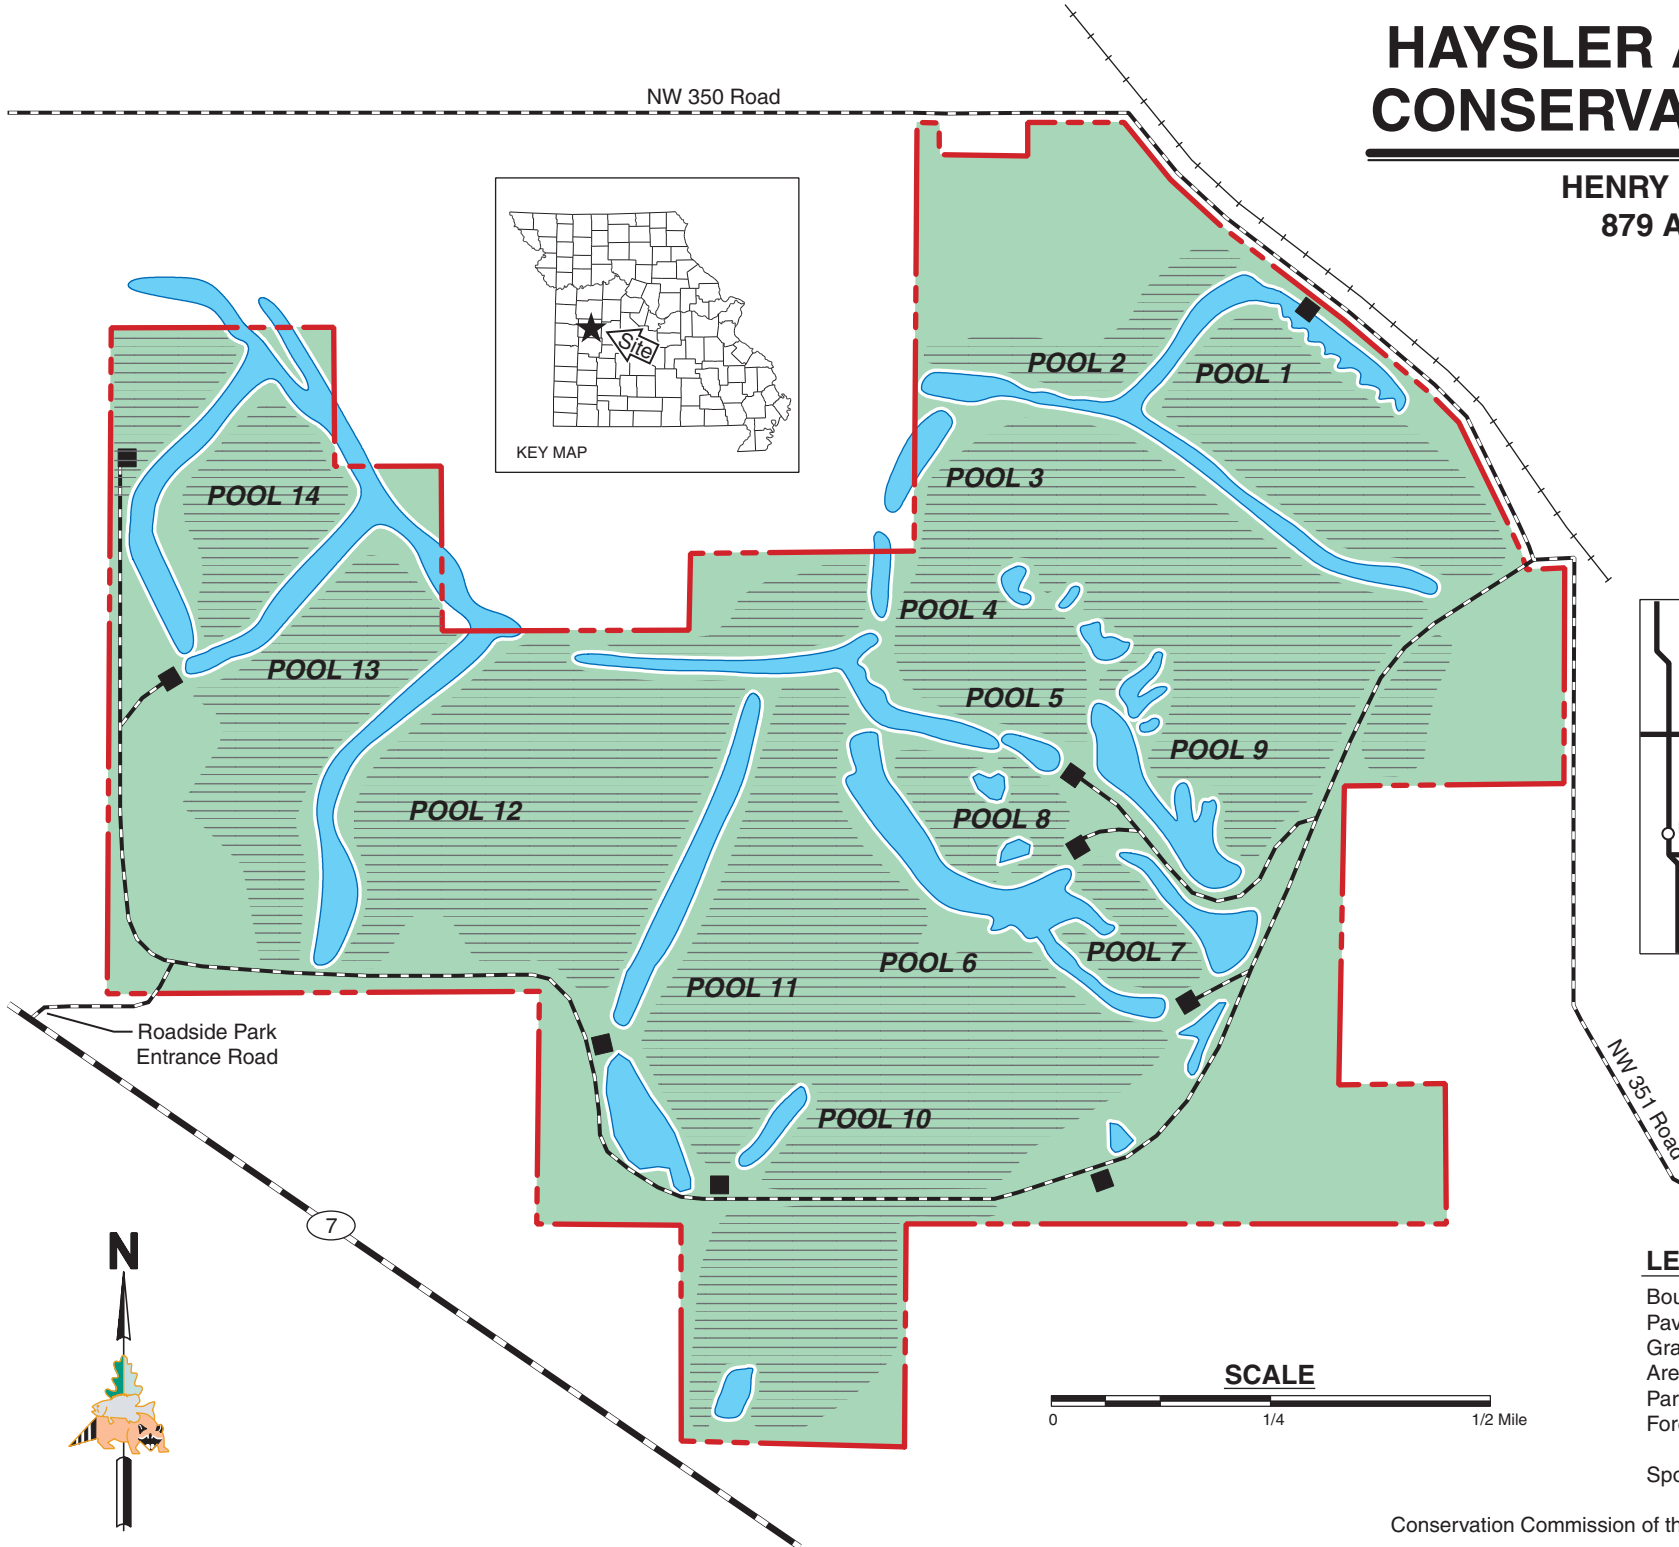 HAYSLER A
CONSERVA
HENRY
879 A
NW 350 Road
Site
KEY MAP
POOL 2
POOL 1
POOL 3
POOL 14
POOL 4
POOL 13
POOL 5
POOL 9
POOL 12
POOL 8
POOL 7
POOL 6
POOL 11
Roadside Park
Entrance Road
NW 351 Road
POOL 10
7
N
LE
Bou
Pav
Gra
Are
Par
For
Spo
SCALE
0 1/4 1/2 Mile
Conservation Commission of th